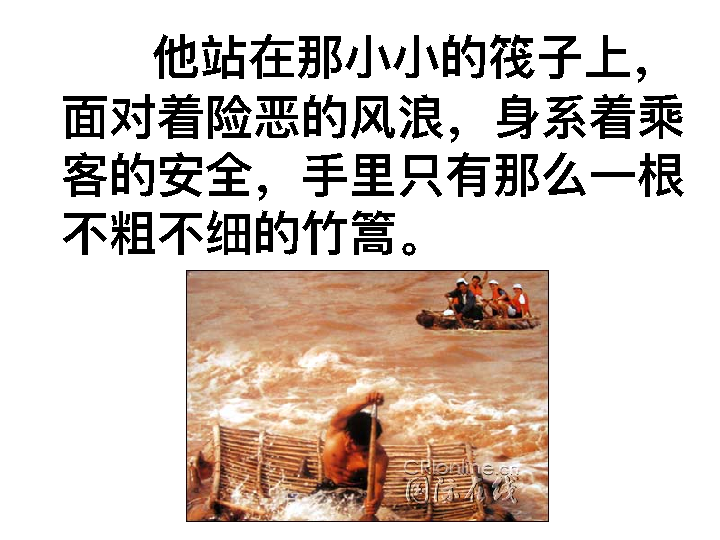 他站在那小小的筏子上，
面对着险恶的风浪，身系着乘
客的安全，手里只有那么一根
不粗不细的竹篙。
CRIonline.cn
国际在线